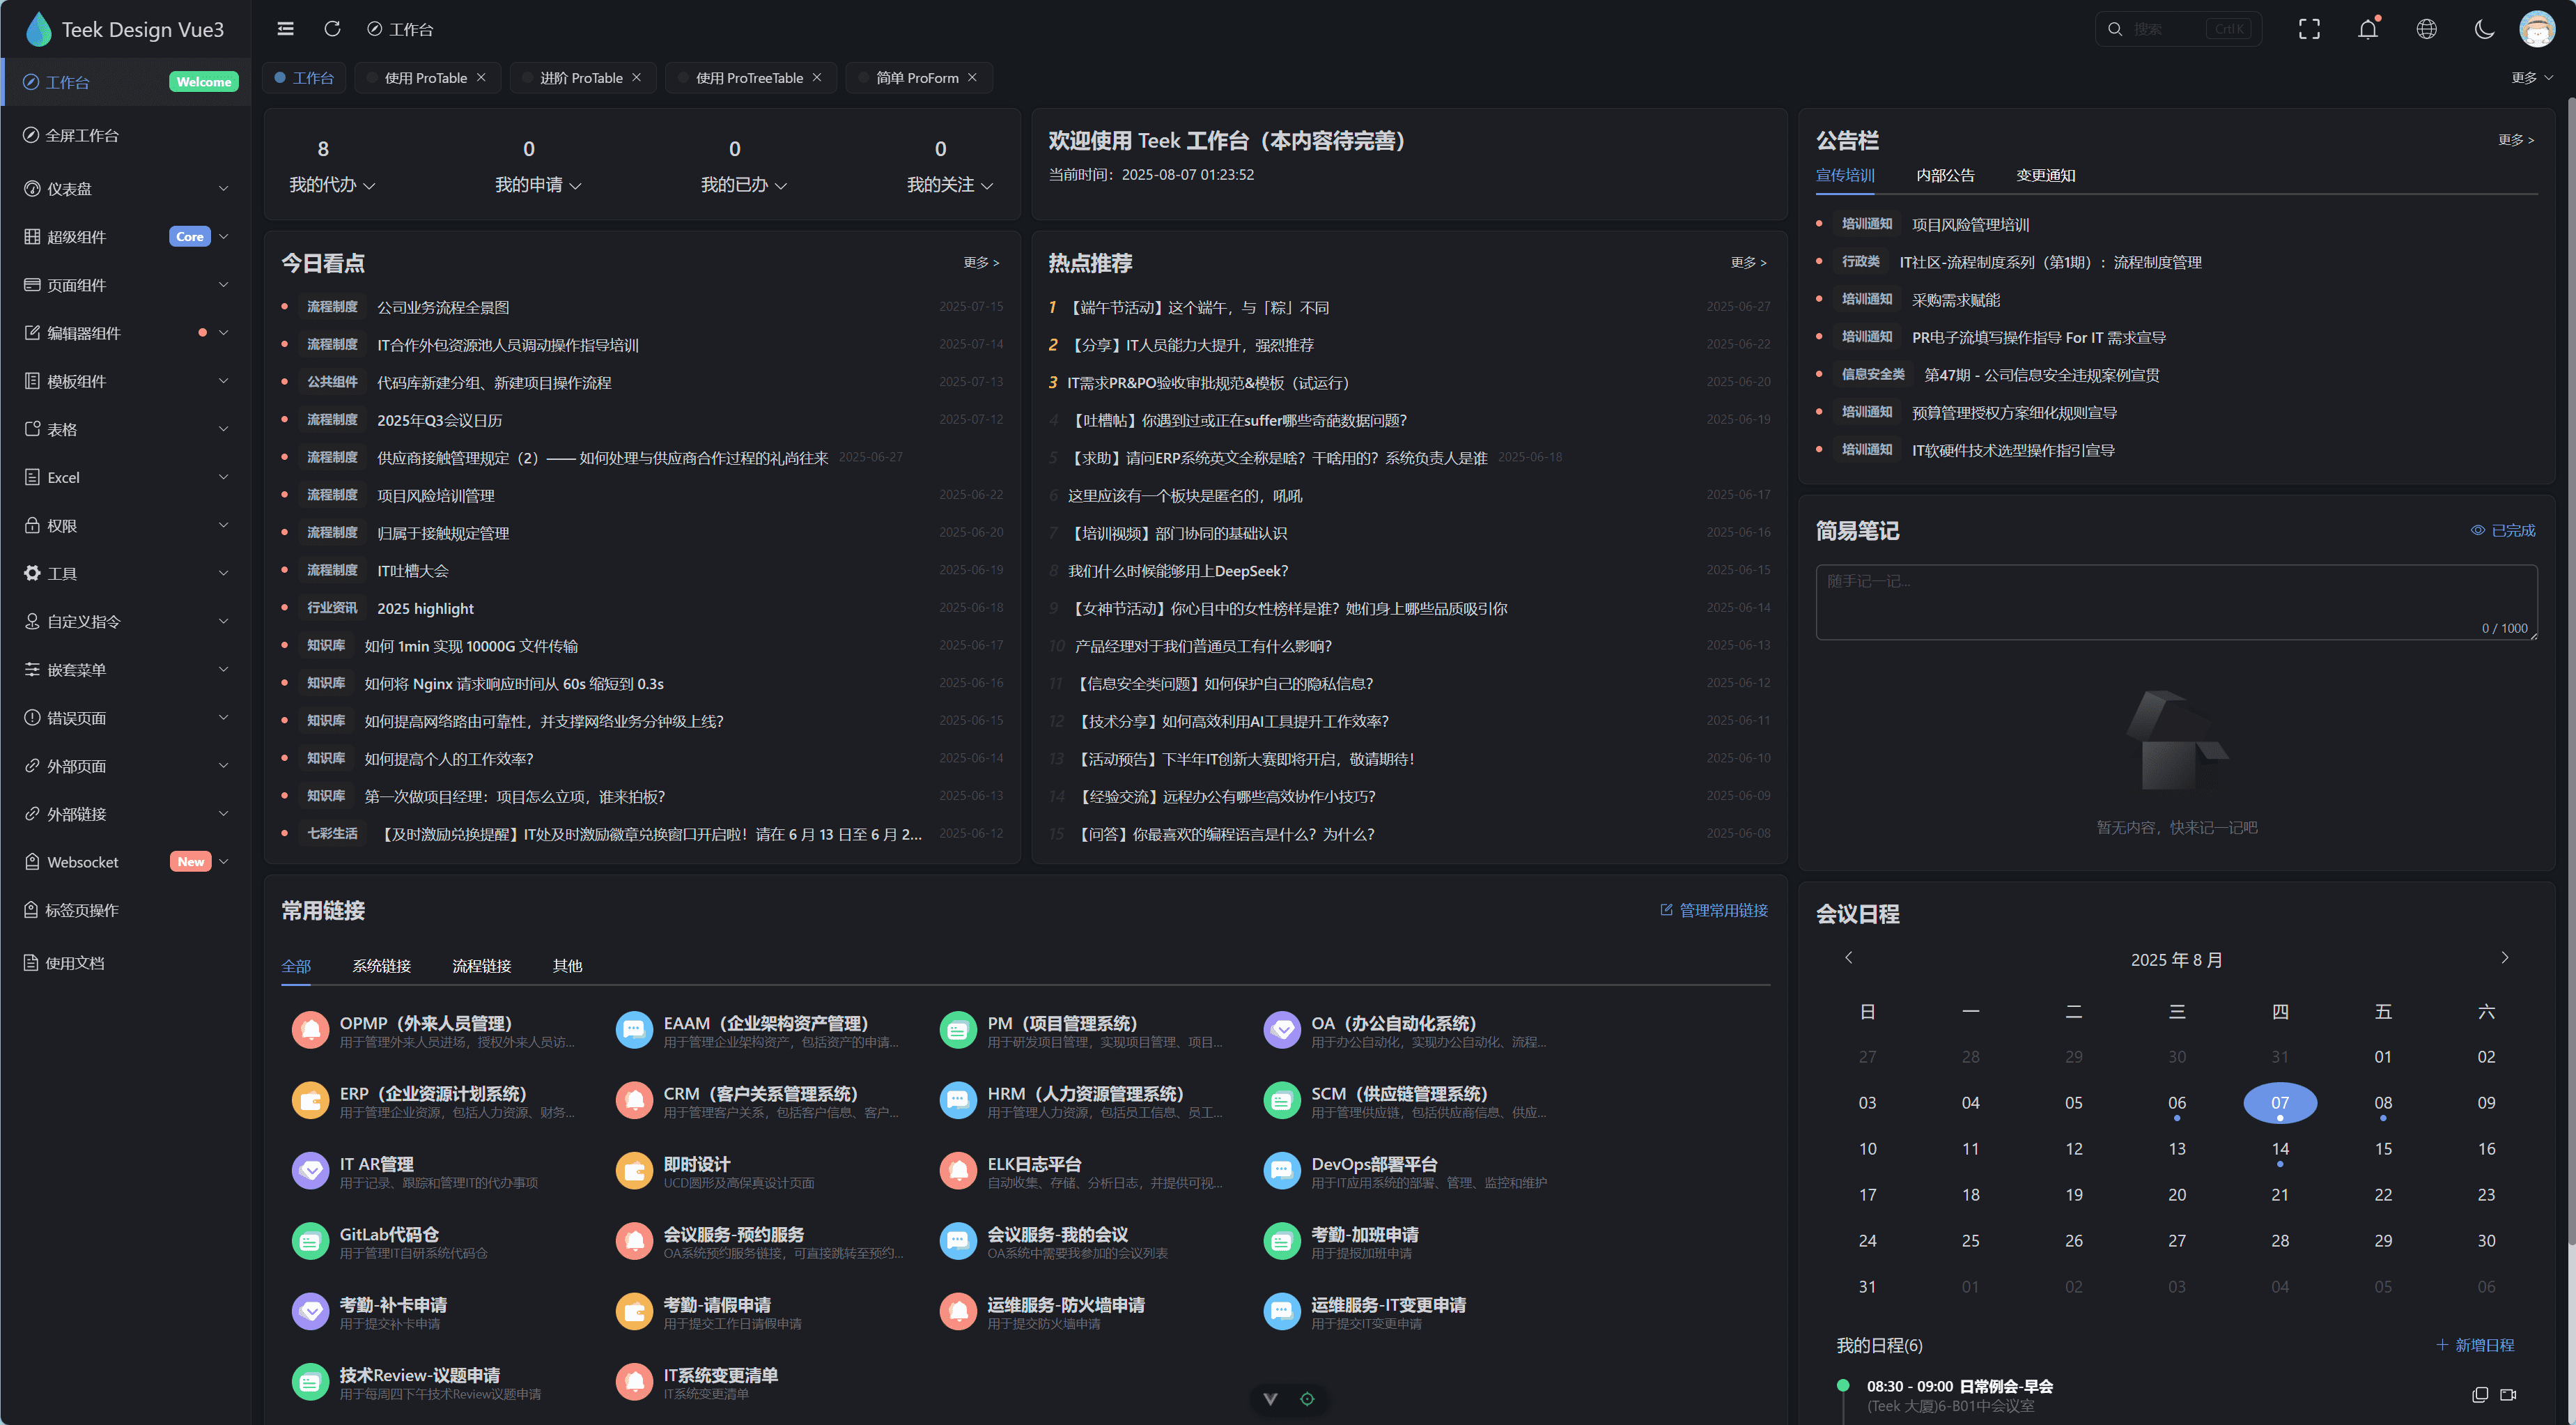 Teek Design Vue3
工作台
搜索
Crtl K
工作台 Welcome
全屏工作台
仪表盘
超级组件 Core
页面组件
编辑器组件
模板组件
表格
Excel
权限
工具
自定义指令
嵌套菜单
错误页面
外部页面
外部链接
Websocket New
标签页操作
使用文档
工作台
使用 ProTable
进阶 ProTable
使用 ProTreeTable
简单 ProForm
更多
8 0 0 0
我的代办 我的申请 我的已办 我的关注
欢迎使用 Teek 工作台（本内容待完善）
当前时间：2025-08-07 01:23:52
今日看点 更多 >
流程制度 公司业务流程全景图 2025-07-15
流程制度 IT合作外包资源池人员调动操作指导培训 2025-07-14
公共组件 代码库新建分组、新建项目操作流程 2025-07-13
流程制度 2025年Q3会议日历 2025-07-12
流程制度 供应商接触管理规定（2）—— 如何处理与供应商合作过程的礼尚往来 2025-06-27
流程制度 项目风险培训管理 2025-06-22
流程制度 归属于接触规定管理 2025-06-20
流程制度 IT吐槽大会 2025-06-19
行业资讯 2025 highlight 2025-06-18
知识库 如何 1min 实现 10000G 文件传输 2025-06-17
知识库 如何将 Nginx 请求响应时间从 60s 缩短到 0.3s 2025-06-16
知识库 如何提高网络路由可靠性，并支撑网络业务分钟级上线？ 2025-06-15
知识库 如何提高个人的工作效率？ 2025-06-14
知识库 第一次做项目经理：项目怎么立项，谁来拍板？ 2025-06-13
七彩生活 【及时激励兑换提醒】IT处及时激励徽章兑换窗口开启啦！请在 6 月 13 日至 6 月 2... 2025-06-12
热点推荐 更多 >
1 【端午节活动】这个端午，与「粽」不同 2025-06-27
2 【分享】IT人员能力大提升，强烈推荐 2025-06-22
3 IT需求PR&PO验收审批规范&模板（试运行） 2025-06-20
4 【吐槽帖】你遇到过或正在suffer哪些奇葩数据问题？ 2025-06-19
5 【求助】请问ERP系统英文全称是啥？干啥用的？系统负责人是谁 2025-06-18
6 这里应该有一个板块是匿名的，吼吼 2025-06-17
7 【培训视频】部门协同的基础认识 2025-06-16
8 我们什么时候能够用上DeepSeek？ 2025-06-15
9 【女神节活动】你心目中的女性榜样是谁？她们身上哪些品质吸引你 2025-06-14
10 产品经理对于我们普通员工有什么影响？ 2025-06-13
11 【信息安全类问题】如何保护自己的隐私信息？ 2025-06-12
12 【技术分享】如何高效利用AI工具提升工作效率？ 2025-06-11
13 【活动预告】下半年IT创新大赛即将开启，敬请期待！ 2025-06-10
14 【经验交流】远程办公有哪些高效协作小技巧？ 2025-06-09
15 【问答】你最喜欢的编程语言是什么？为什么？ 2025-06-08
公告栏 更多 >
宣传培训 内部公告 变更通知
培训通知 项目风险管理培训
行政类 IT社区-流程制度系列（第1期）：流程制度管理
培训通知 采购需求赋能
培训通知 PR电子流填写操作指导 For IT 需求宣导
信息安全类 第47期 - 公司信息安全违规案例宣贯
培训通知 预算管理授权方案细化规则宣导
培训通知 IT软硬件技术选型操作指引宣导
简易笔记 已完成
随手记一记...
0 / 1000
暂无内容，快来记一记吧
常用链接 管理常用链接
全部 系统链接 流程链接 其他
OPMP（外来人员管理） EAAM（企业架构资产管理） PM（项目管理系统） OA（办公自动化系统）
用于管理外来人员进场，授权外来人员访... 用于管理企业架构资产，包括资产的申请... 用于研发项目管理，实现项目管理、项目... 用于办公自动化，实现办公自动化、流程...
ERP（企业资源计划系统） CRM（客户关系管理系统） HRM（人力资源管理系统） SCM（供应链管理系统）
用于管理企业资源，包括人力资源、财务... 用于管理客户关系，包括客户信息、客户... 用于管理人力资源，包括员工信息、员工... 用于管理供应链，包括供应商信息、供应...
IT AR管理 即时设计 ELK日志平台 DevOps部署平台
用于记录、跟踪和管理IT的代办事项 UCD圆形及高保真设计页面 自动收集、存储、分析日志，并提供可视... 用于IT应用系统的部署、管理、监控和维护
GitLab代码仓 会议服务-预约服务 会议服务-我的会议 考勤-加班申请
用于管理IT自研系统代码仓 OA系统预约服务链接，可直接跳转至预约... OA系统中需要我参加的会议列表 用于提报加班申请
考勤-补卡申请 考勤-请假申请 运维服务-防火墙申请 运维服务-IT变更申请
用于提交补卡申请 用于提交工作日请假申请 用于提交防火墙申请 用于提交IT变更申请
技术Review-议题申请 IT系统变更清单
用于每周四下午技术Review议题申请 IT系统变更清单
会议日程
2025 年 8 月
日 一 二 三 四 五 六
27 28 29 30 31 01 02
03 04 05 06 07 08 09
10 11 12 13 14 15 16
17 18 19 20 21 22 23
24 25 26 27 28 29 30
31 01 02 03 04 05 06
我的日程(6) 新增日程
08:30 - 09:00 日常例会-早会
(Teek 大厦)6-B01中会议室